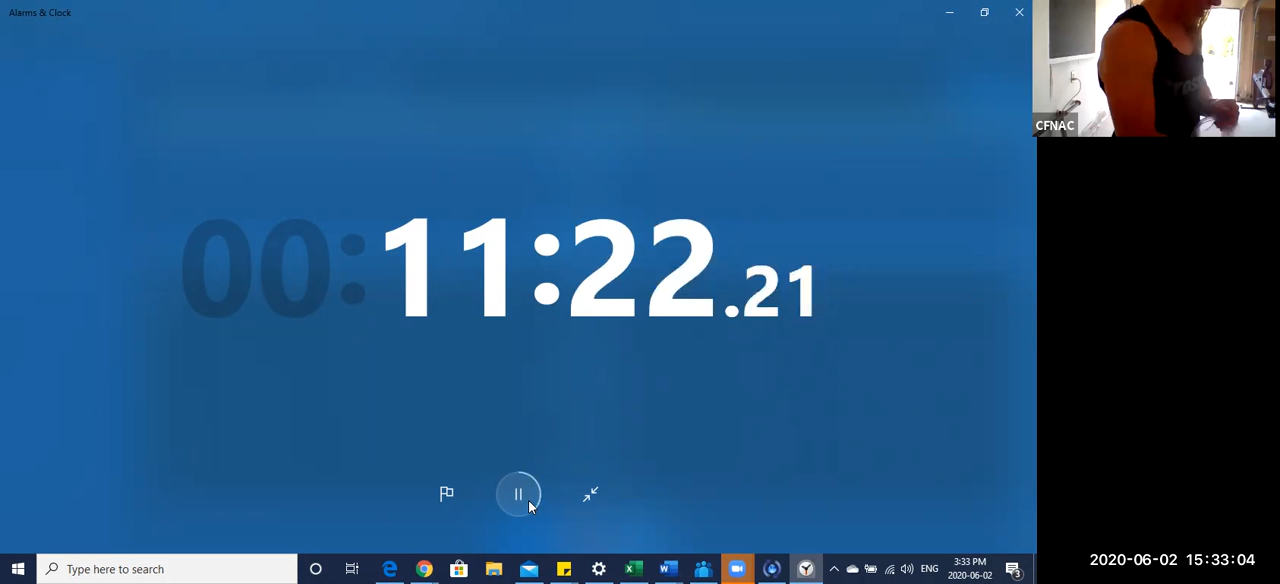 Alarms & Clock
CFNAC
00:11:22.21
Type here to search
ENG
3:33 PM
2020-06-02
3
2020-06-02 15:33:04